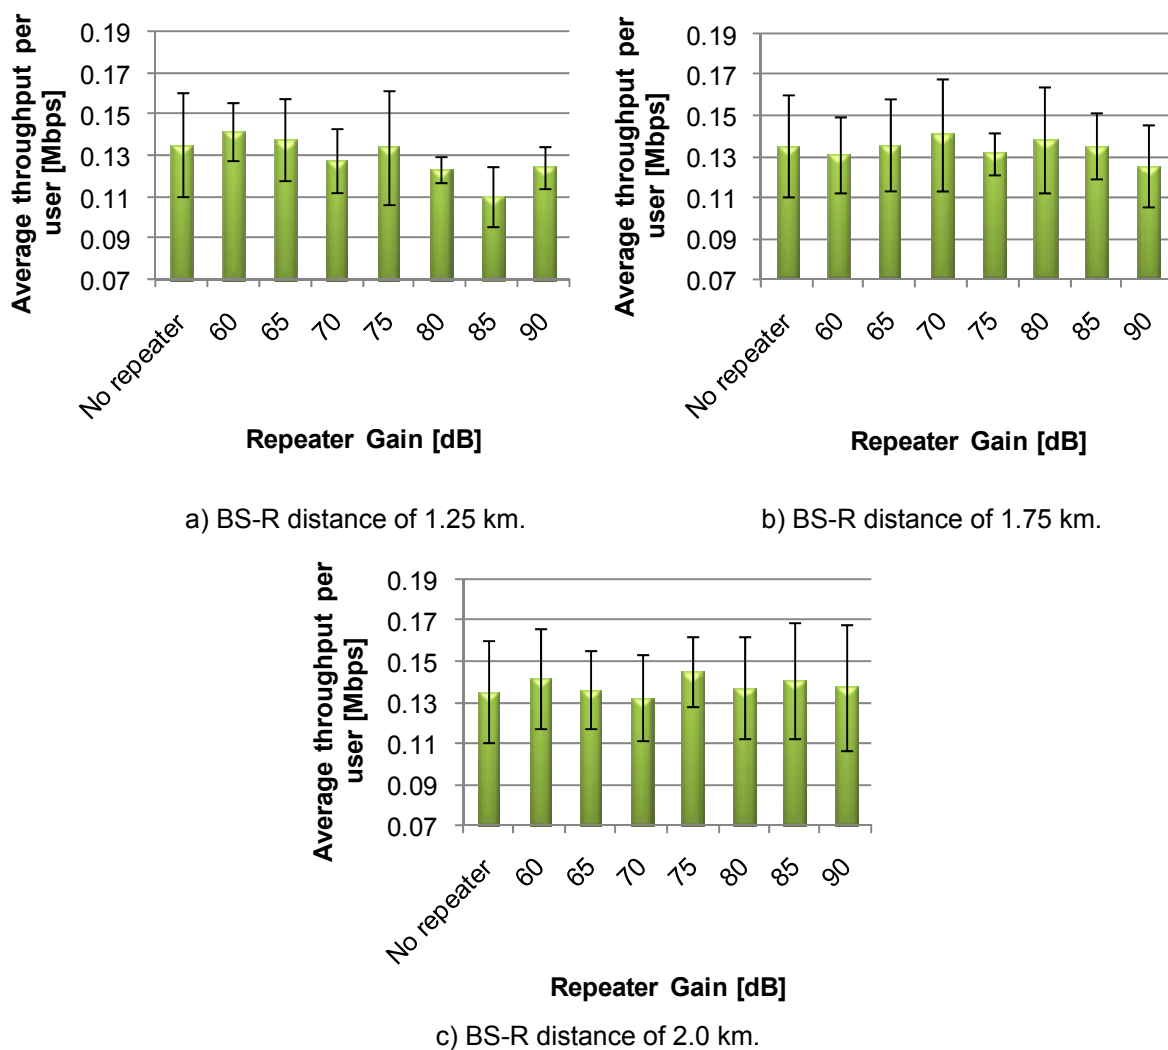 Average throughput per
user [Mbps]
0.19
0.17
0.15
0.13
0.11
0.09
0.07
No repeater
60
65
70
75
80
85
90
Repeater Gain [dB]
a) BS-R distance of 1.25 km.
Average throughput per
user [Mbps]
0.19
0.17
0.15
0.13
0.11
0.09
0.07
No repeater
60
65
70
75
80
85
90
Repeater Gain [dB]
b) BS-R distance of 1.75 km.
Average throughput per
user [Mbps]
0.19
0.17
0.15
0.13
0.11
0.09
0.07
No repeater
60
65
70
75
80
85
90
Repeater Gain [dB]
c) BS-R distance of 2.0 km.